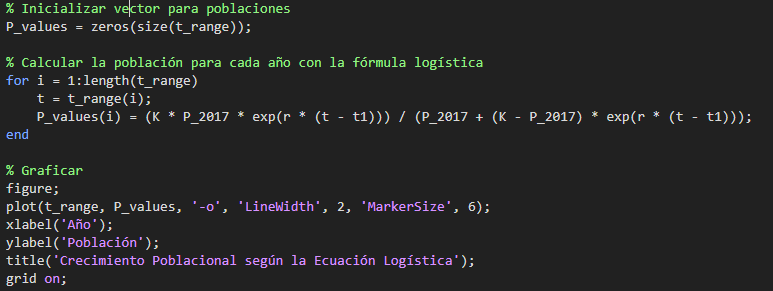 % Inicializar vector para poblaciones
P_values = zeros(size(t_range));
% Calcular la población para cada año con la fórmula logística
for i = 1:length(t_range)
t = t_range(i);
P_values(i) = (K * P_2017 * exp(r * (t - t1))) / (P_2017 + (K - P_2017) * exp(r * (t - t1)));
end
% Graficar
figure;
plot(t_range, P_values, '-o', 'LineWidth', 2, 'MarkerSize', 6);
xlabel('Año');
ylabel('Población');
title('Crecimiento Poblacional según la Ecuación Logística');
grid on;